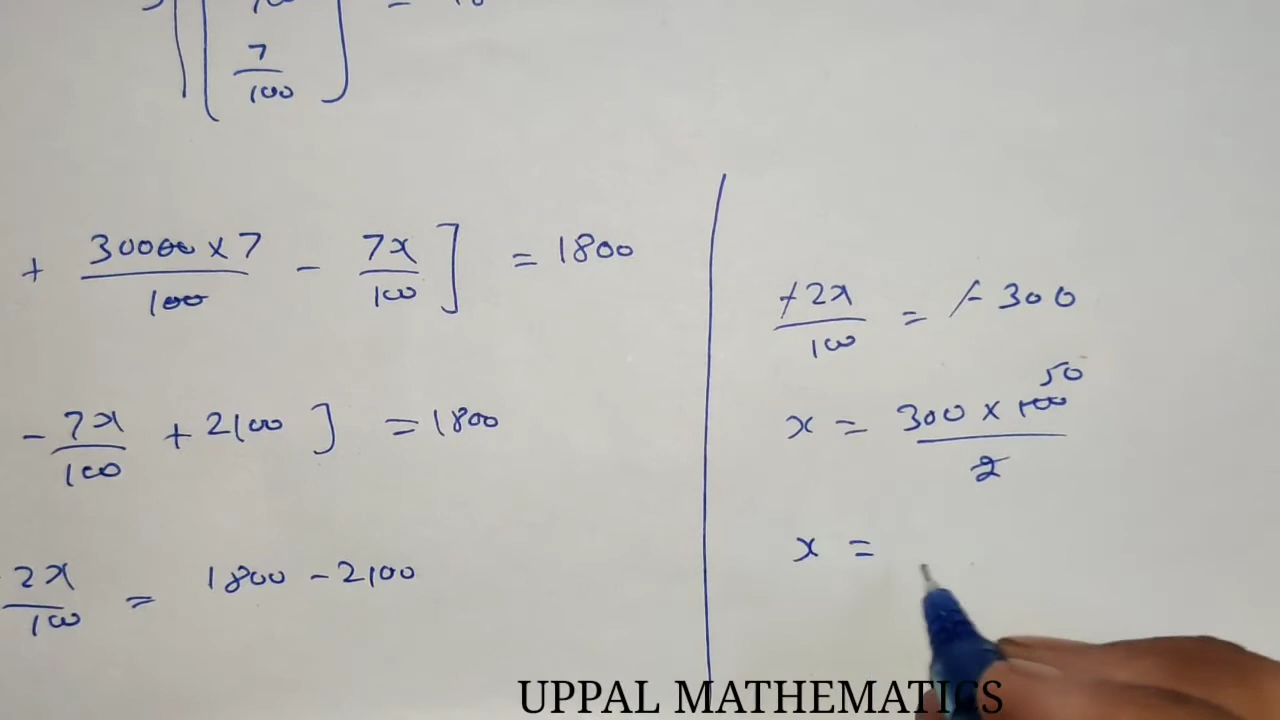 7
100
+ 30000 x 7 / 100 - 7x / 100 ] = 1800
- 7x / 100 + 2100 ] = 1800
2x / 100 = 1800 - 2100
-2x / 100 = - 300
50
x = 300 x 100 / 2
x =
UPPAL MATHEMATICS